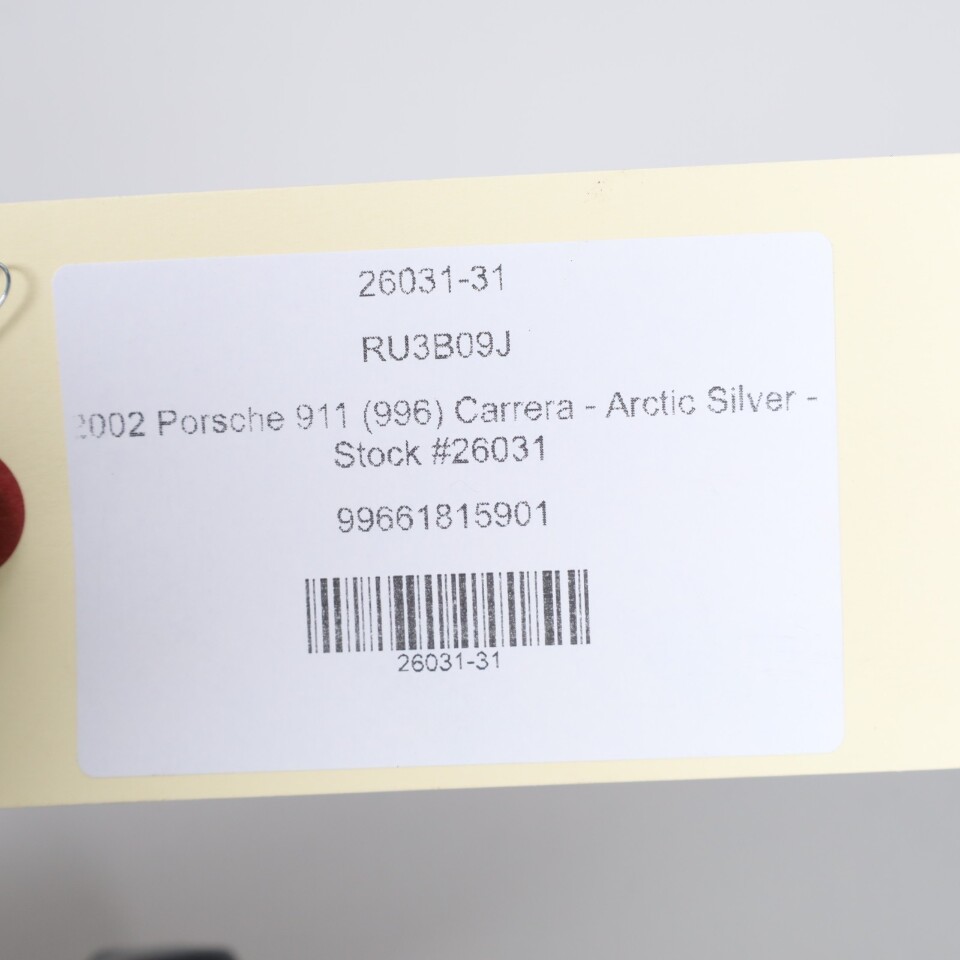 26031-31
RU3B09J
2002 Porsche 911 (996) Carrera - Arctic Silver -
Stock #26031
99661815901
26031-31